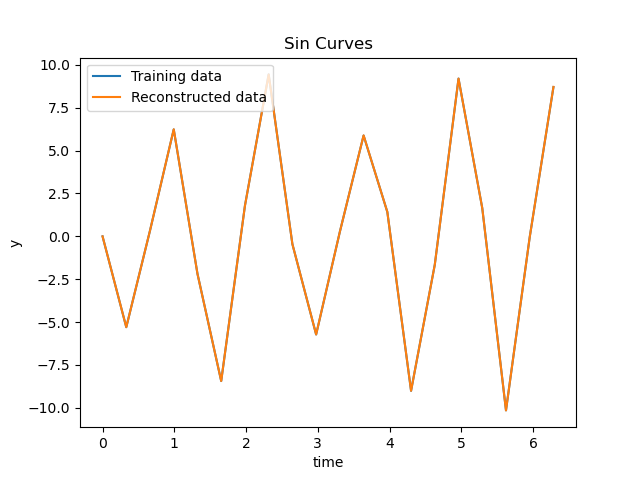 Sin Curves
Training data
Reconstructed data
10.0
7.5
5.0
2.5
0.0
−2.5
−5.0
−7.5
−10.0
y
0 1 2 3 4 5 6
time